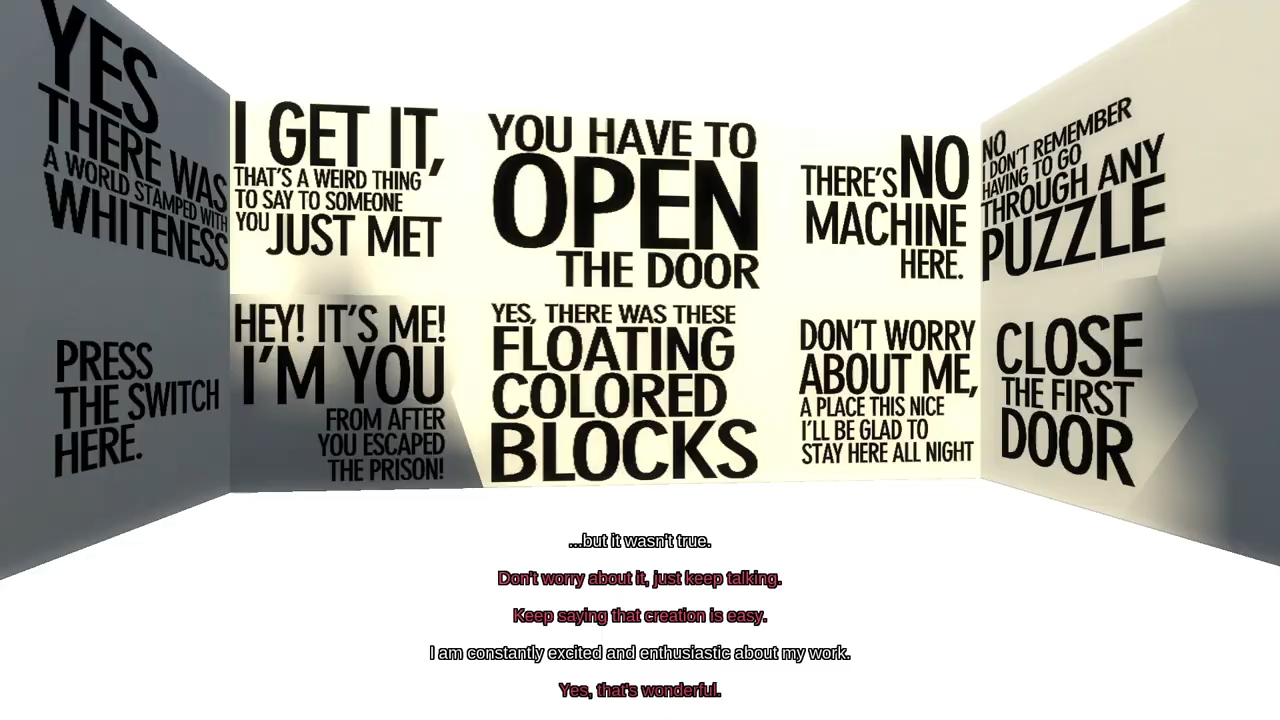 YES
THERE WAS
A WORLD STAMPED WITH
WHITENESS
PRESS
THE SWITCH
HERE.
I GET IT,
THAT'S A WEIRD THING
TO SAY TO SOMEONE
YOU JUST MET
HEY! IT'S ME!
I'M YOU
FROM AFTER
YOU ESCAPED
THE PRISON!
YOU HAVE TO
OPEN
THE DOOR
YES, THERE WAS THESE
FLOATING
COLORED
BLOCKS
THERE'S NO
MACHINE
HERE.
DON'T WORRY
ABOUT ME,
A PLACE THIS NICE
I'LL BE GLAD TO
STAY HERE ALL NIGHT
NO
I DON'T REMEMBER
HAVING TO GO
THROUGH ANY
PUZZLE
CLOSE
THE FIRST
DOOR
...but it wasn't true.
Don't worry about it, just keep talking.
Keep saying that creation is easy.
I am constantly excited and enthusiastic about my work.
Yes, that's wonderful.